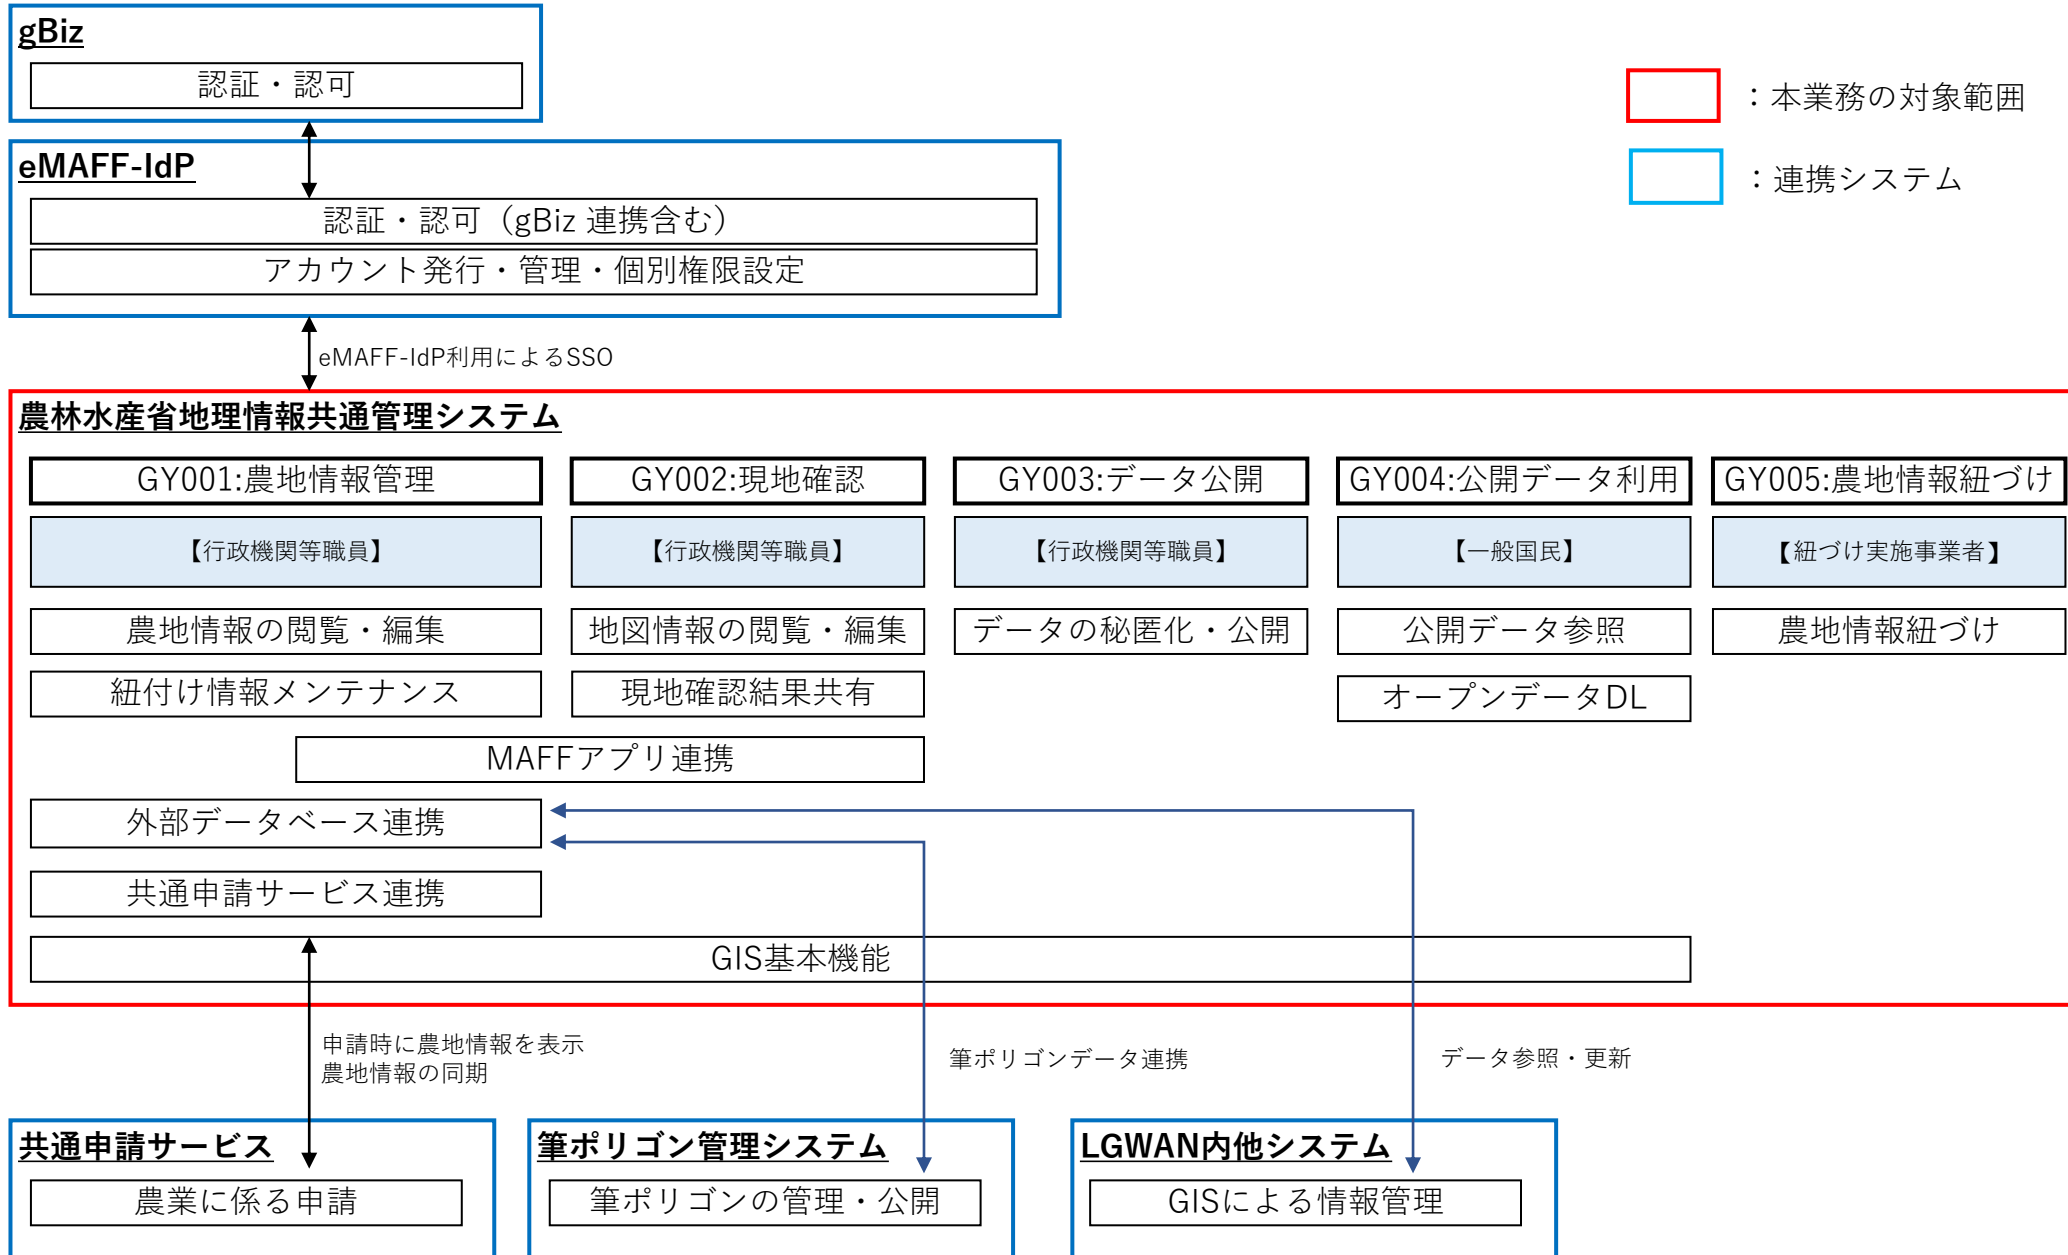 gBiz
認証・認可
：本業務の対象範囲
：連携システム
eMAFF-IdP
認証・認可（gBiz 連携含む）
アカウント発行・管理・個別権限設定
eMAFF-IdP利用によるSSO
農林水産省地理情報共通管理システム
GY001:農地情報管理
GY002:現地確認
GY003:データ公開
GY004:公開データ利用
GY005:農地情報紐づけ
【行政機関等職員】
【行政機関等職員】
【行政機関等職員】
【一般国民】
【紐づけ実施事業者】
農地情報の閲覧・編集
地図情報の閲覧・編集
データの秘匿化・公開
公開データ参照
農地情報紐づけ
紐付け情報メンテナンス
現地確認結果共有
オープンデータDL
MAFFアプリ連携
外部データベース連携
共通申請サービス連携
GIS基本機能
申請時に農地情報を表示
農地情報の同期
筆ポリゴンデータ連携
データ参照・更新
共通申請サービス
農業に係る申請
筆ポリゴン管理システム
筆ポリゴンの管理・公開
LGWAN内他システム
GISによる情報管理